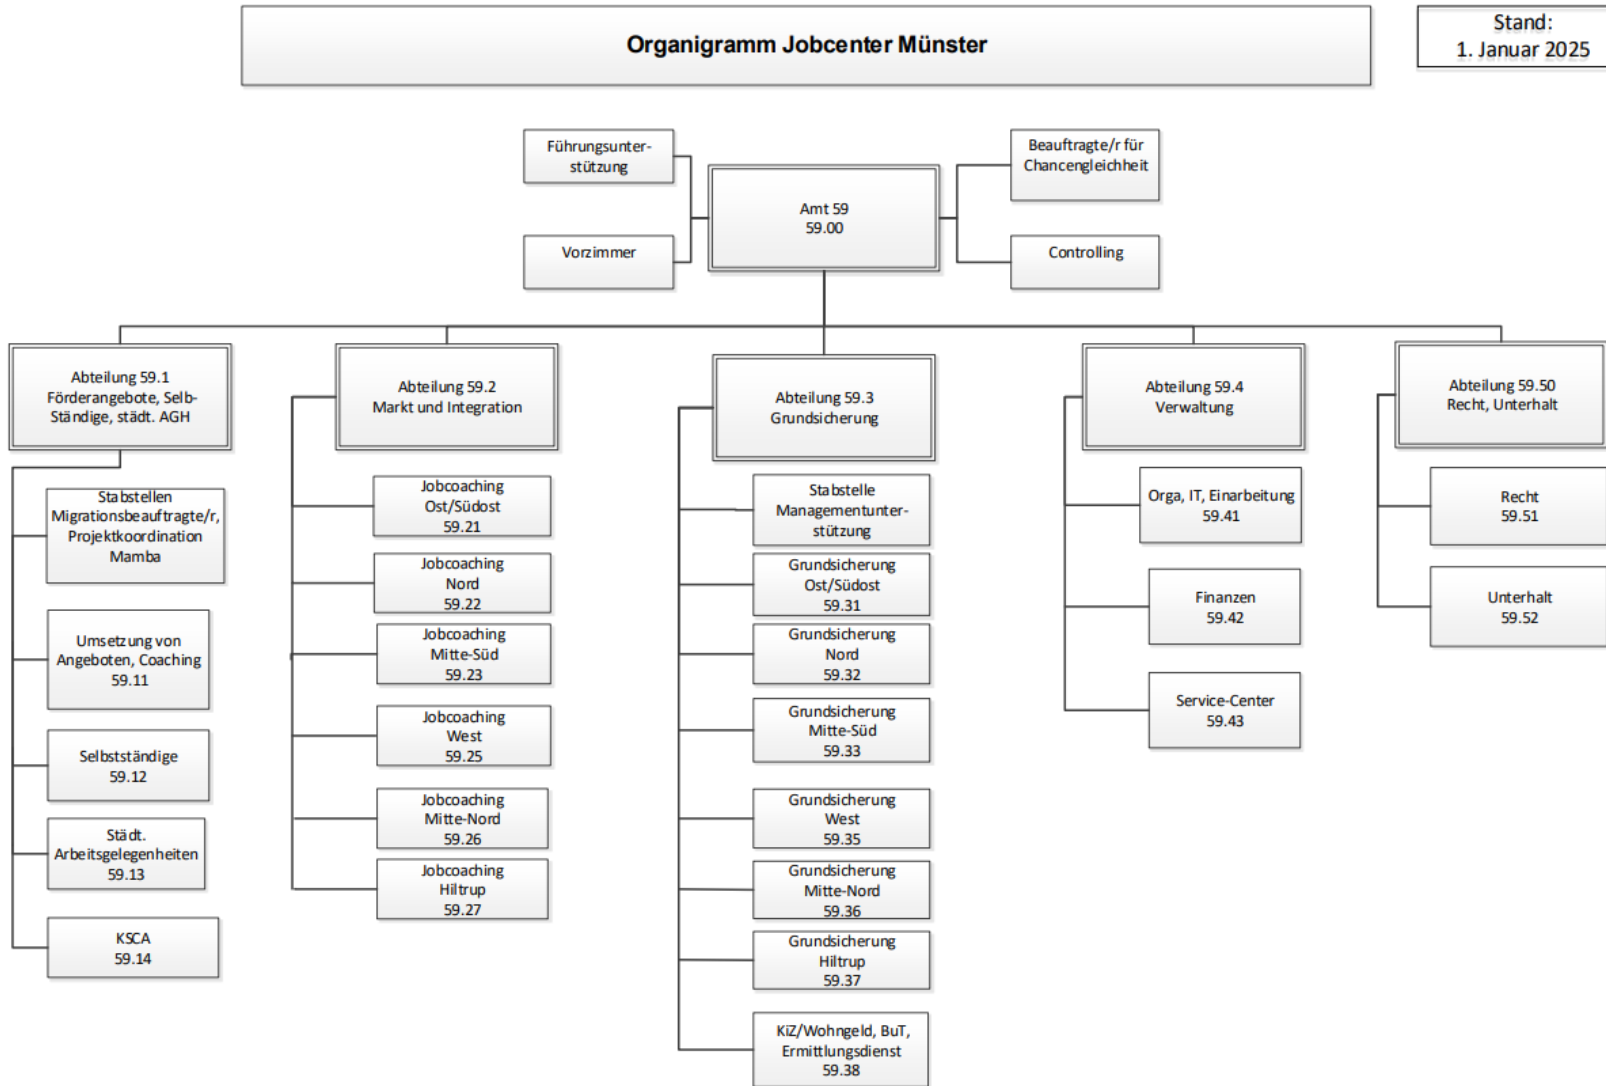 Organigramm Jobcenter Münster
Stand:
1. Januar 2025
Führungsunter-
stützung
Vorzimmer
Amt 59
59.00
Beauftragte/r für
Chancengleichheit
Controlling
Abteilung 59.1
Förderangebote, Selb-
Ständige, städt. AGH
Stabstellen
Migrationsbeauftragte/r,
Projektkoordination
Mamba
Umsetzung von
Angeboten, Coaching
59.11
Selbstständige
59.12
Städt.
Arbeitsgelegenheiten
59.13
KSCA
59.14
Abteilung 59.2
Markt und Integration
Jobcoaching
Ost/Südost
59.21
Jobcoaching
Nord
59.22
Jobcoaching
Mitte-Süd
59.23
Jobcoaching
West
59.25
Jobcoaching
Mitte-Nord
59.26
Jobcoaching
Hiltrup
59.27
Abteilung 59.3
Grundsicherung
Stabstelle
Managementunter-
stützung
Grundsicherung
Ost/Südost
59.31
Grundsicherung
Nord
59.32
Grundsicherung
Mitte-Süd
59.33
Grundsicherung
West
59.35
Grundsicherung
Mitte-Nord
59.36
Grundsicherung
Hiltrup
59.37
KiZ/Wohngeld, BuT,
Ermittlungsdienst
59.38
Abteilung 59.4
Verwaltung
Orga, IT, Einarbeitung
59.41
Finanzen
59.42
Service-Center
59.43
Abteilung 59.50
Recht, Unterhalt
Recht
59.51
Unterhalt
59.52